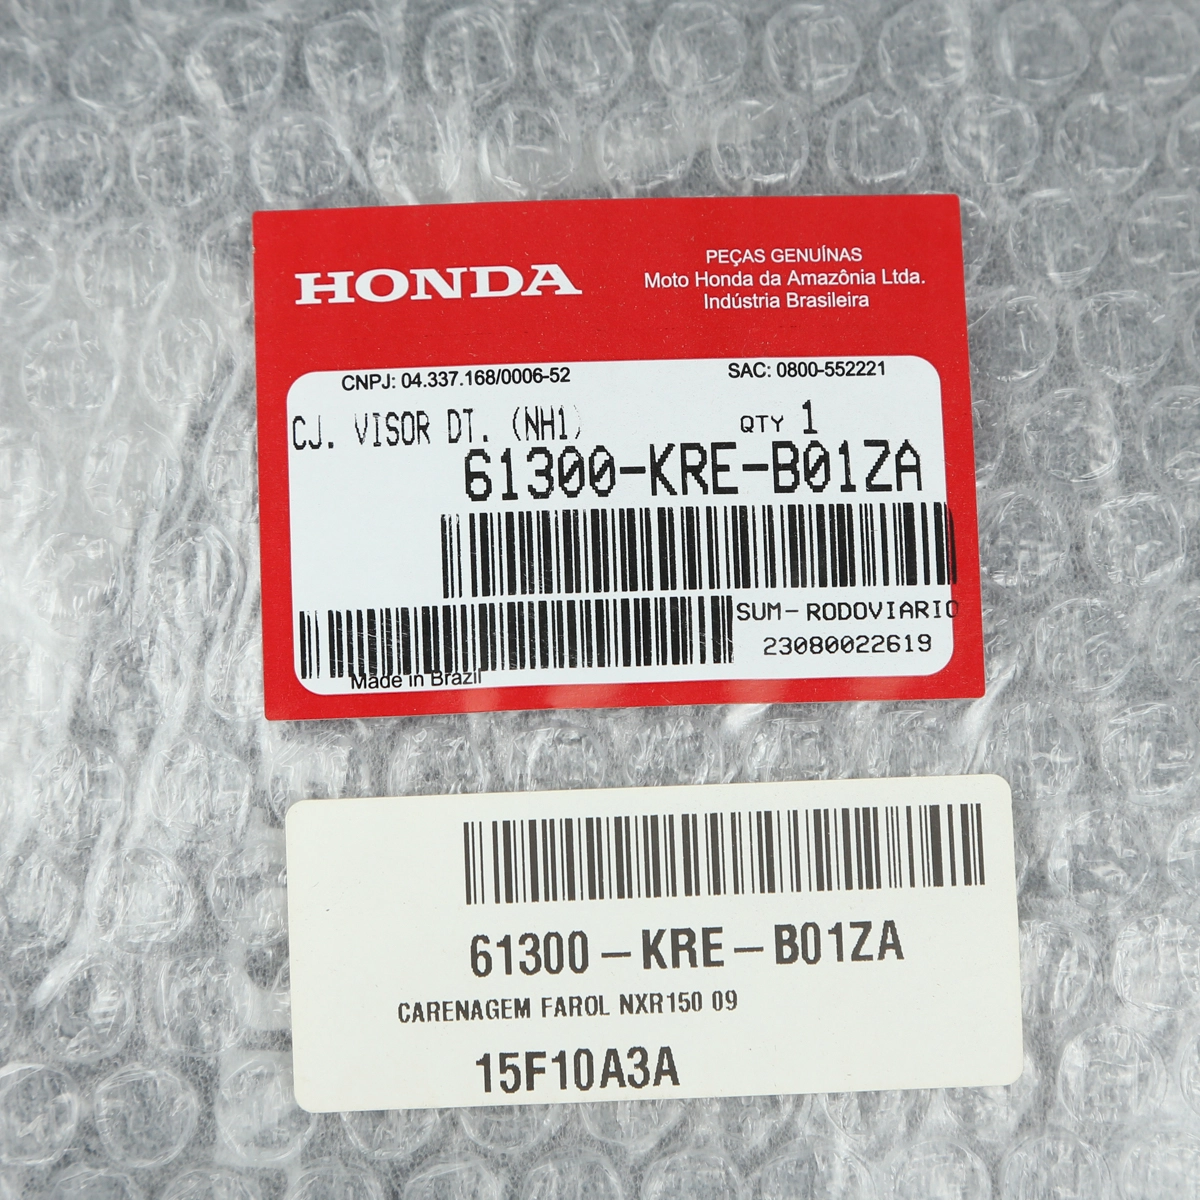 HONDA
PEÇAS GENUÍNAS
Moto Honda da Amazônia Ltda.
Indústria Brasileira
CNPJ: 04.337.168/0006-52
SAC: 0800-552221
CJ. VISOR DT. (NH1)
QTY 1
61300-KRE-B01ZA
SUM-RODOVIARIO
23080022619
Made in Brazil
61300-KRE-B01ZA
CARENAGEM FAROL NXR150 09
15F10A3A